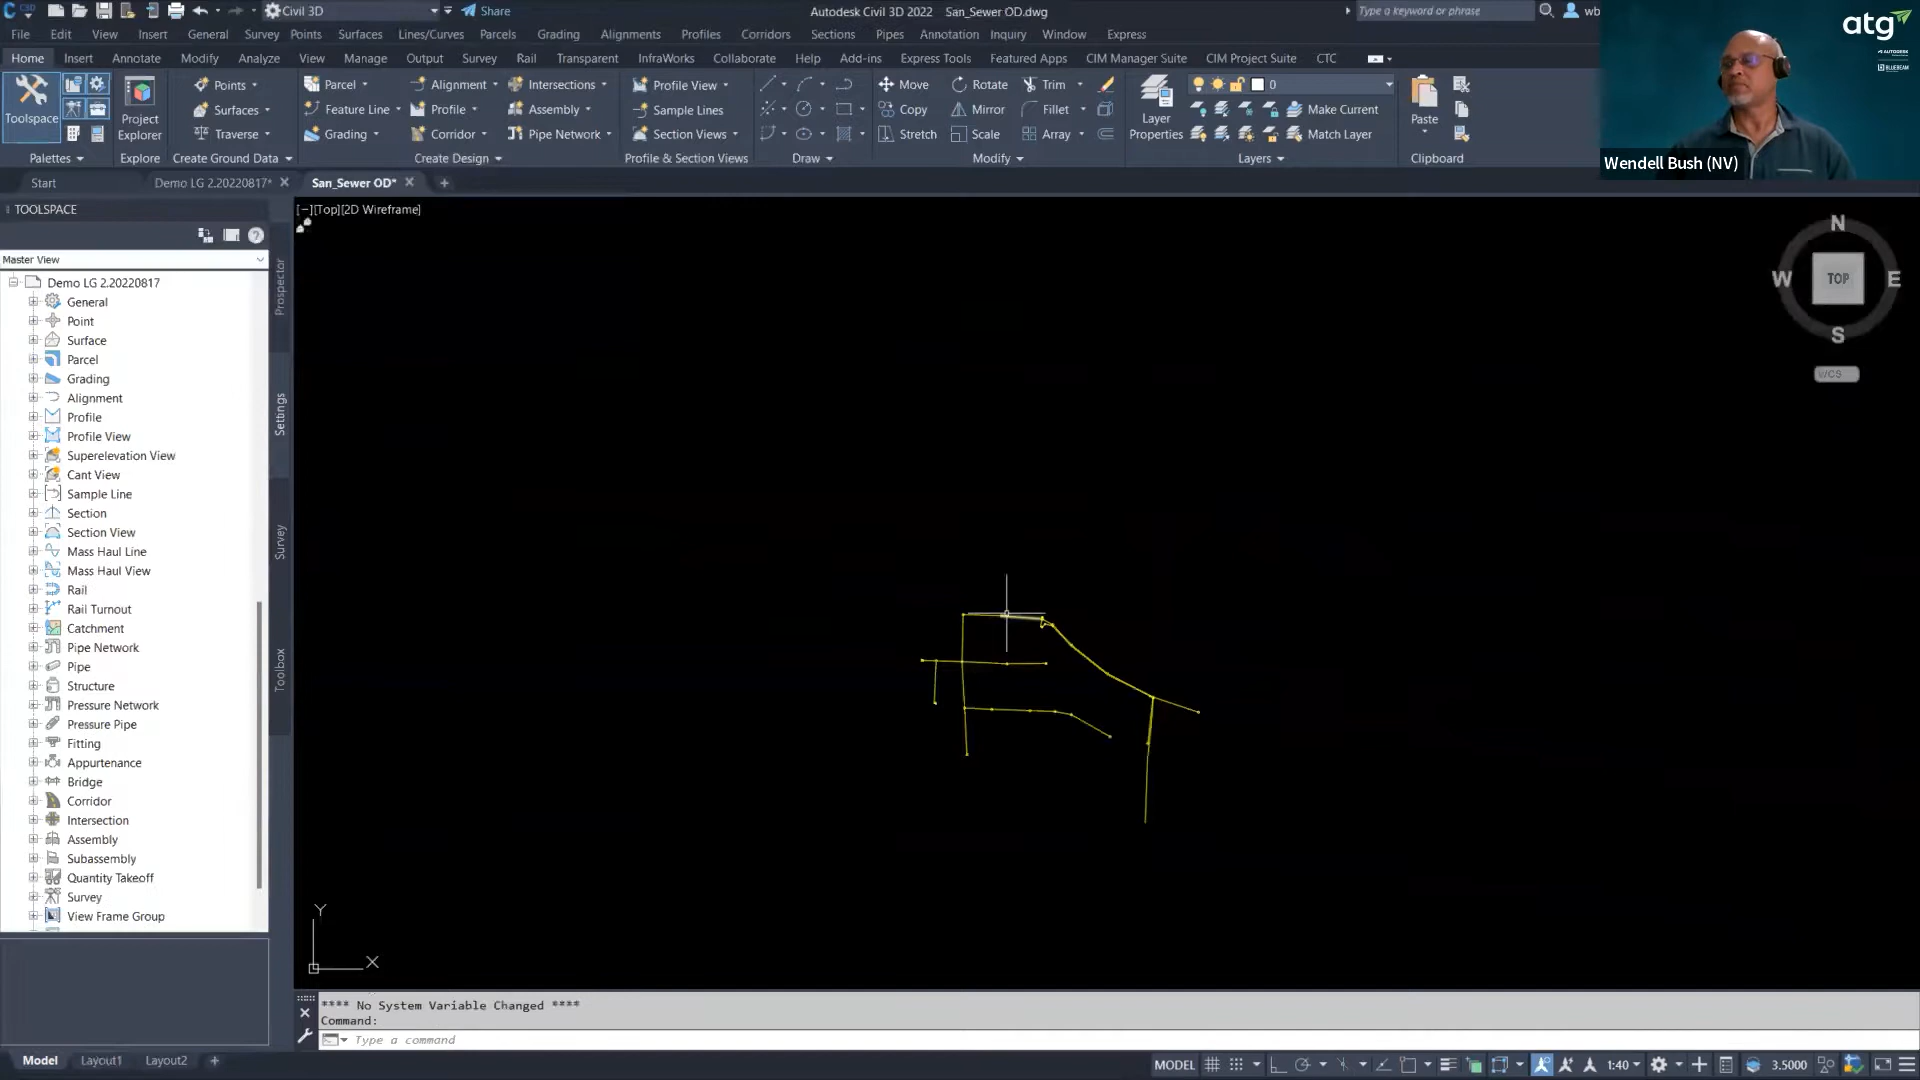 Civil 3D
Share
Autodesk Civil 3D 2022 San_Sewer OD.dwg
Type a keyword or phrase
wb
atg
AUTODESK
BLUEBEAM
File Edit View Insert General Survey Points Surfaces Lines/Curves Parcels Grading Alignments Profiles Corridors Sections Pipes Annotation Inquiry Window Express
Home Insert Annotate Modify Analyze View Manage Output Survey Rail Transparent InfraWorks Collaborate Help Add-ins Express Tools Featured Apps CIM Manager Suite CIM Project Suite CTC
Points Parcel Alignment Intersections Profile View Move Rotate Trim 0
Toolspace Project Explorer Surfaces Feature Line Profile Assembly Sample Lines Copy Mirror Fillet Layer Properties Make Current Paste
Traverse Grading Corridor Pipe Network Section Views Stretch Scale Array Match Layer
Palettes Explore Create Ground Data Create Design Profile & Section Views Draw Modify Layers Clipboard
Wendell Bush (NV)
Start Demo LG 2.20220817* San_Sewer OD*
TOOLSPACE
[−][Top][2D Wireframe]
Master View
Demo LG 2.20220817
General
Point
Surface
Parcel
Grading
Alignment
Profile
Profile View
Superelevation View
Cant View
Sample Line
Section
Section View
Mass Haul Line
Mass Haul View
Rail
Rail Turnout
Catchment
Pipe Network
Pipe
Structure
Pressure Network
Pressure Pipe
Fitting
Appurtenance
Bridge
Corridor
Intersection
Assembly
Subassembly
Quantity Takeoff
Survey
View Frame Group
Prospector
Settings
Survey
Toolbox
N
W TOP E
S
WCS
Y
X
**** No System Variable Changed ****
Command:
Type a command
Model Layout1 Layout2
MODEL 1:40 3.5000